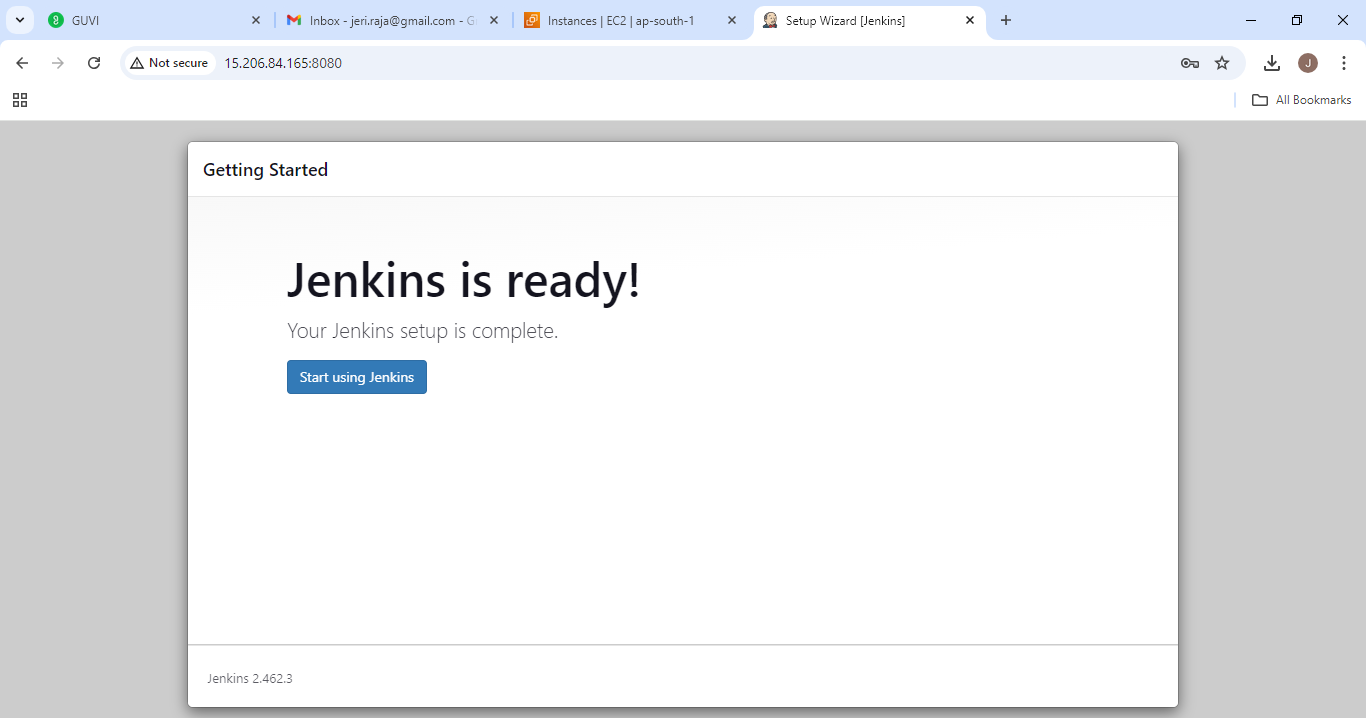 GUVI
Inbox - jeri.raja@gmail.com - G
Instances | EC2 | ap-south-1
Setup Wizard [Jenkins]
Not secure
15.206.84.165:8080
J
All Bookmarks
Getting Started
Jenkins is ready!
Your Jenkins setup is complete.
Start using Jenkins
Jenkins 2.462.3